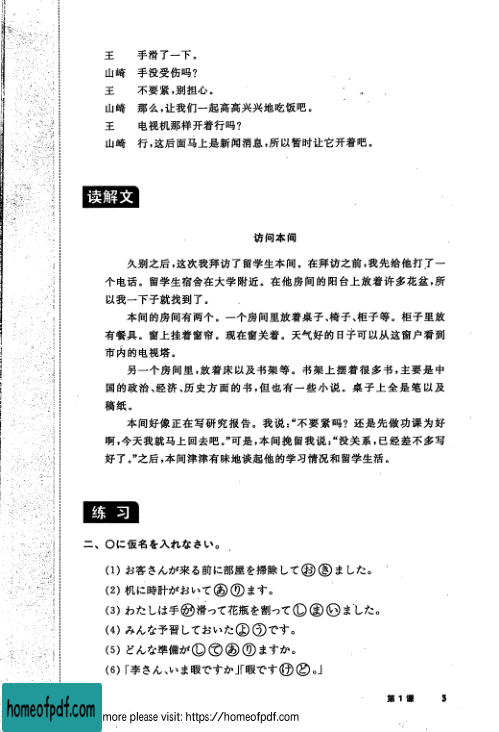 王 手滑了一下。
山崎 手没受伤吗?
王 不要紧,别担心。
山崎 那么,让我们一起高高兴兴地吃饭吧。
王 电视机那样开着行吗?
山崎 行,这后面马上是新闻消息,所以暂时让它开着吧。
读解文
访问本间
久别之后,这次我拜访了留学生本间。在拜访之前,我先给他打了一
个电话。留学生宿舍在大学附近。在他房间的阳台上放着许多花盆,所
以我一下子就找到了。
本间的房间有两个。一个房间里放着桌子、椅子、柜子等。柜子里放
有餐具。窗上挂着窗帘。现在窗关着。天气好的日子可以从这窗户看到
市内的电视塔。
另一个房间里,放着床以及书架等。书架上摆着很多书,主要是中
国的政治、经济、历史方面的书,但也有一些小说。桌子上全是笔以及
稿纸。
本间好像正在写研究报告。我说:“不要紧吗?还是先做功课为好
啊,今天我就马上回去吧。”可是,本间挽留我说:“没关系,已经差不多写
好了。”之后,本间津津有味地谈起他的学习情况和留学生活。
练习
二、○に仮名を入れなさい。
(1) お客さんが来る前に部屋を掃除しておきました。
(2) 机に時計がおいてあります。
(3) わたしは手が滑って花瓶を割ってしまいました。
(4) みんな予習しておいたようです。
(5) どんな準備がしてありますか。
(6)「李さん、いま暇ですか」「暇ですけど。」
第1课 3
homeofpdf.com
more please visit: https://homeofpdf.com